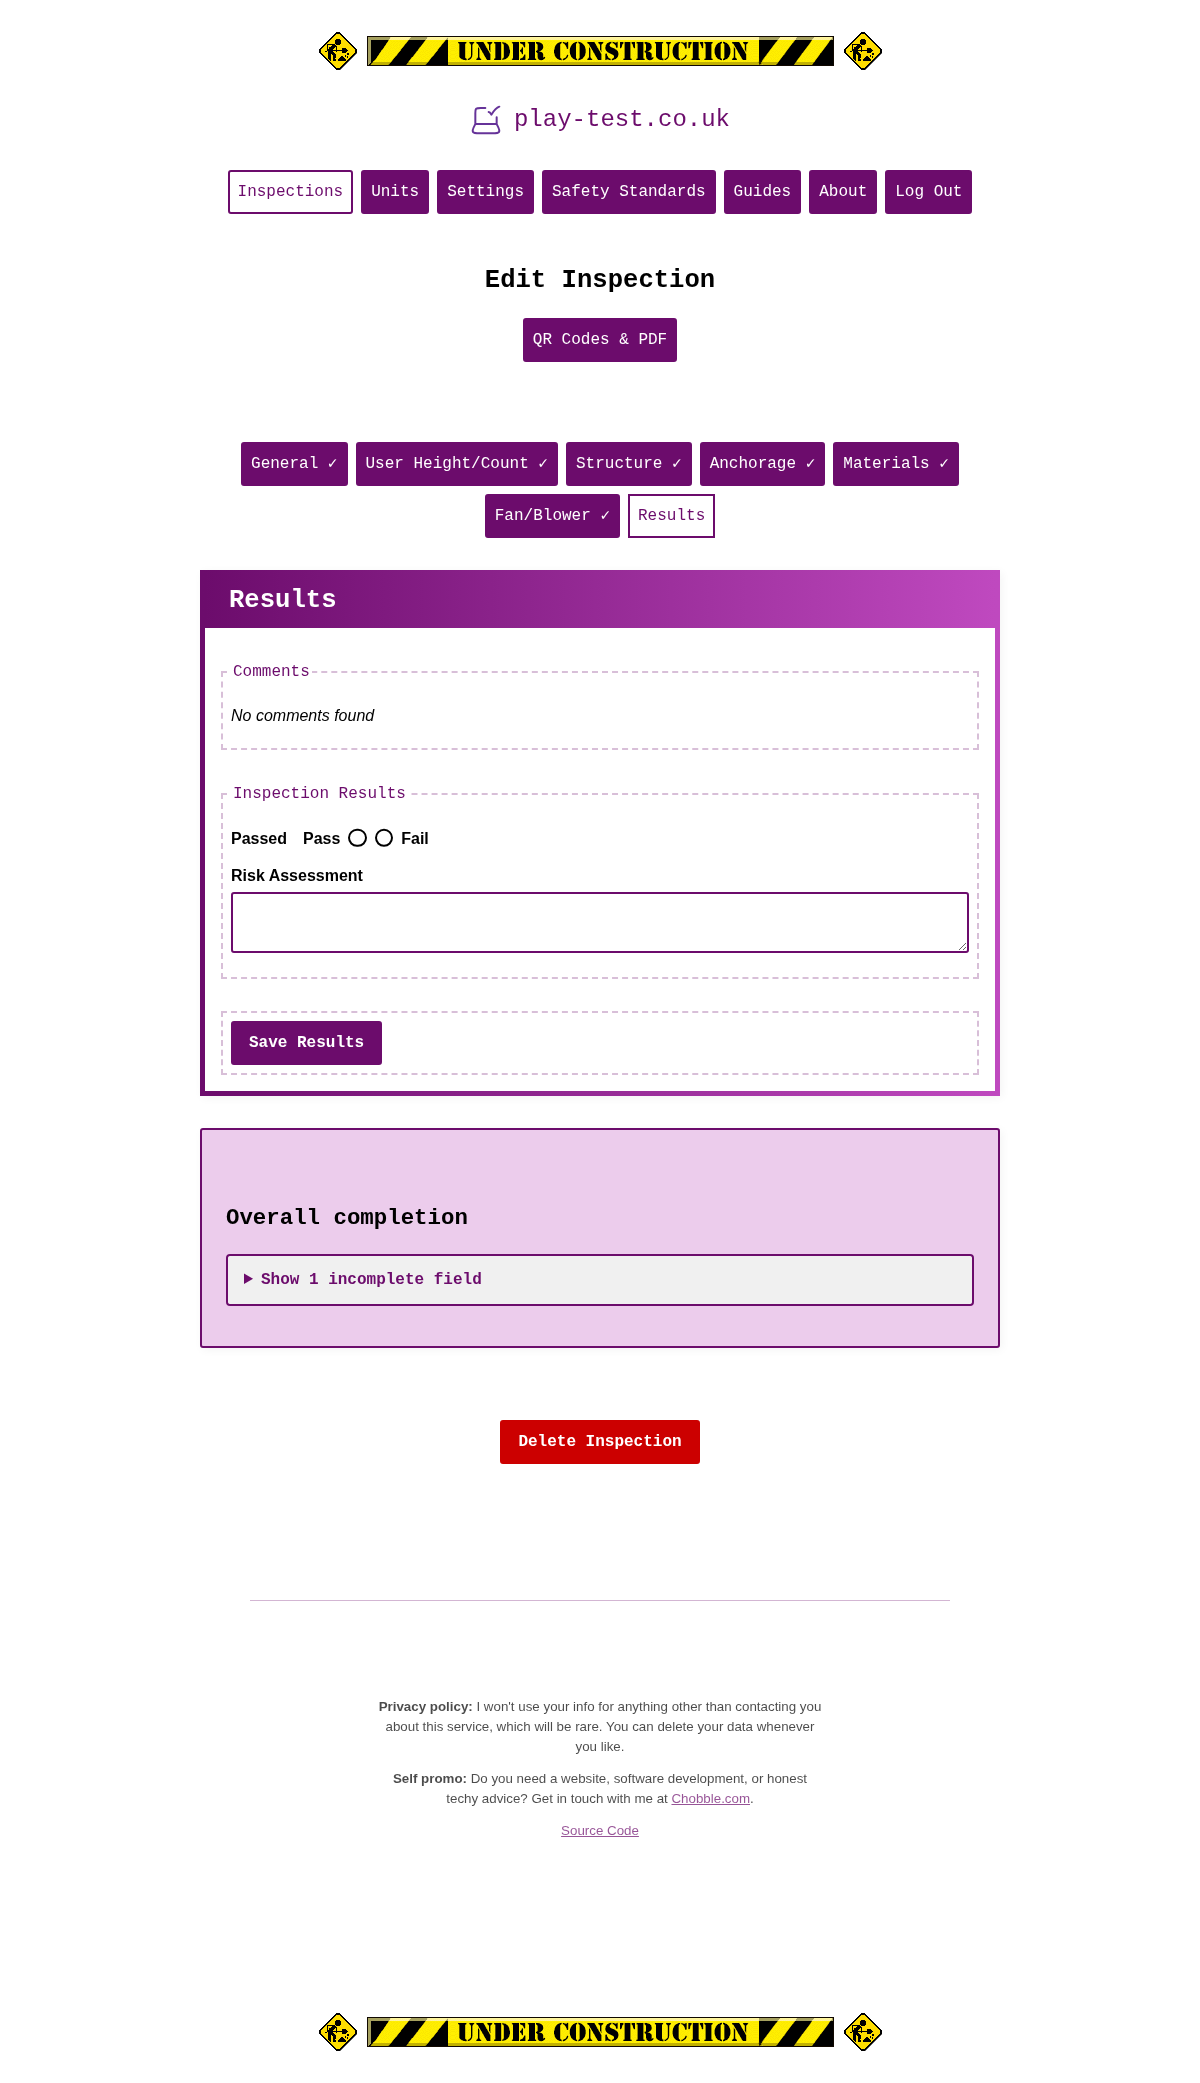 UNDER CONSTRUCTION
play-test.co.uk
Inspections Units Settings Safety Standards Guides About Log Out
Edit Inspection
QR Codes & PDF
General ✓ User Height/Count ✓ Structure ✓ Anchorage ✓ Materials ✓
Fan/Blower ✓ Results
Results
Comments
No comments found
Inspection Results
Passed Pass Fail
Risk Assessment
Save Results
Overall completion
Show 1 incomplete field
Delete Inspection
Privacy policy: I won't use your info for anything other than contacting you
about this service, which will be rare. You can delete your data whenever
you like.
Self promo: Do you need a website, software development, or honest
techy advice? Get in touch with me at Chobble.com.
Source Code
UNDER CONSTRUCTION